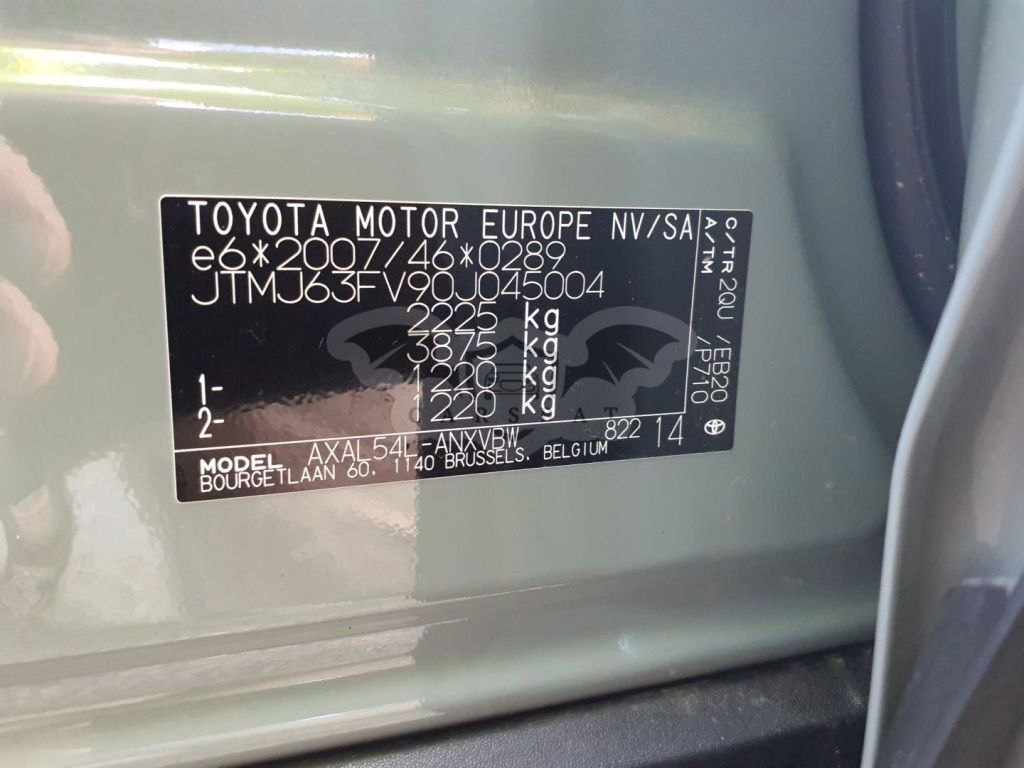 TOYOTA MOTOR EUROPE NV/SA
e6*2007/46*0289
JTMJ63FV90J045004
2225 kg
3875 kg
1- 1220 kg
2- 1220 kg
MODEL AXAL54L-ANXVBW 822 14
BOURGETLAAN 60, 1140 BRUSSELS, BELGIUM
C/TR 2QU /EB20
A/TM /P710